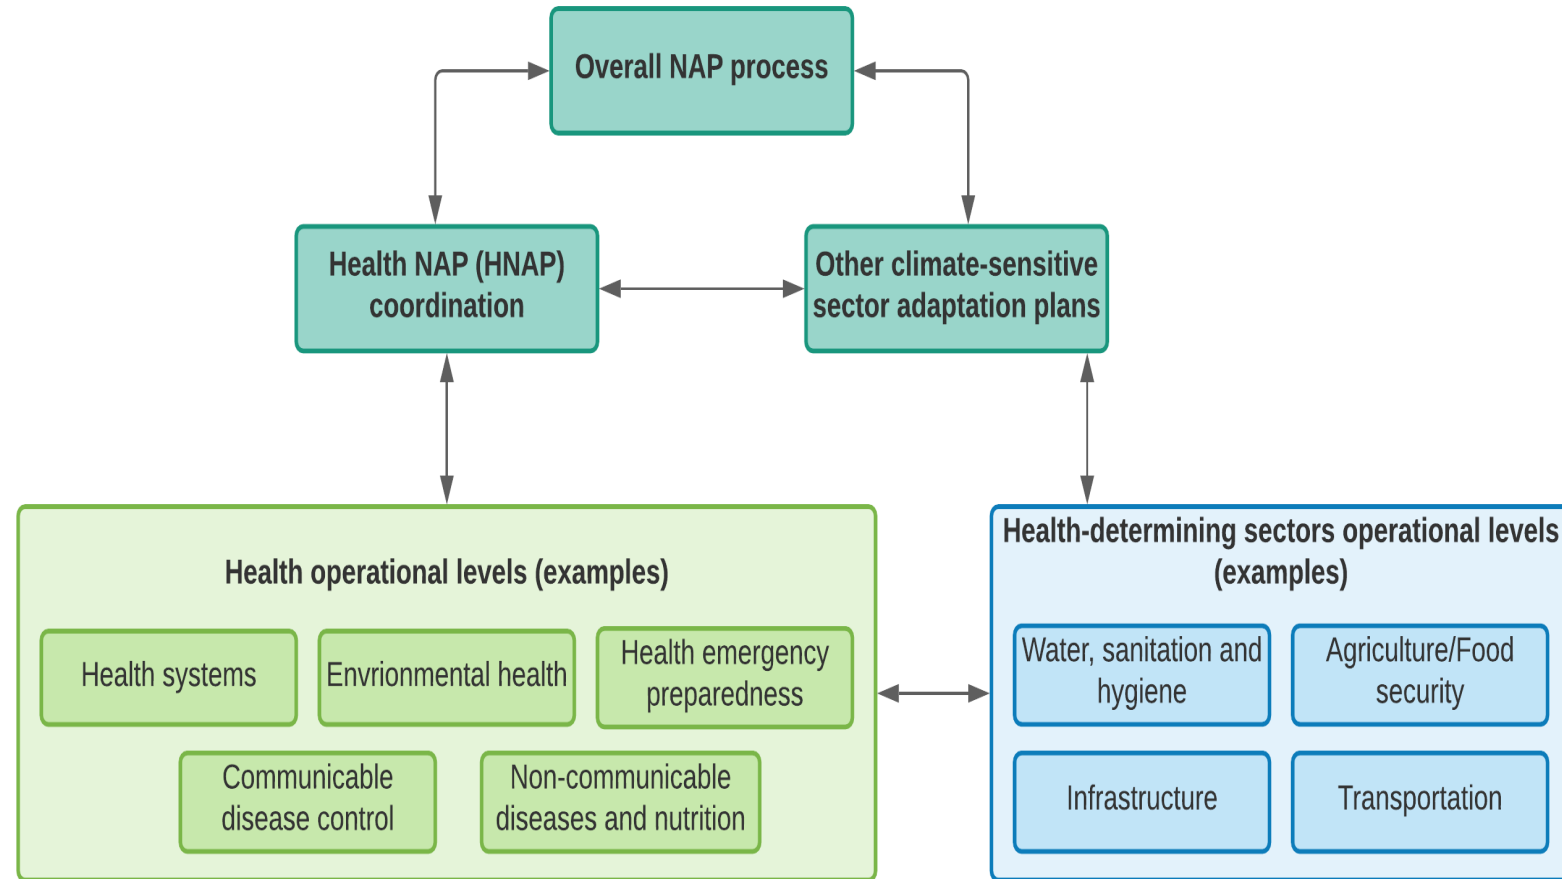 Overall NAP process
Health NAP (HNAP)
coordination
Other climate-sensitive
sector adaptation plans
Health operational levels (examples)
Health systems
Envrionmental health
Health emergency
preparedness
Communicable
disease control
Non-communicable
diseases and nutrition
Health-determining sectors operational levels
(examples)
Water, sanitation and
hygiene
Agriculture/Food
security
Infrastructure
Transportation